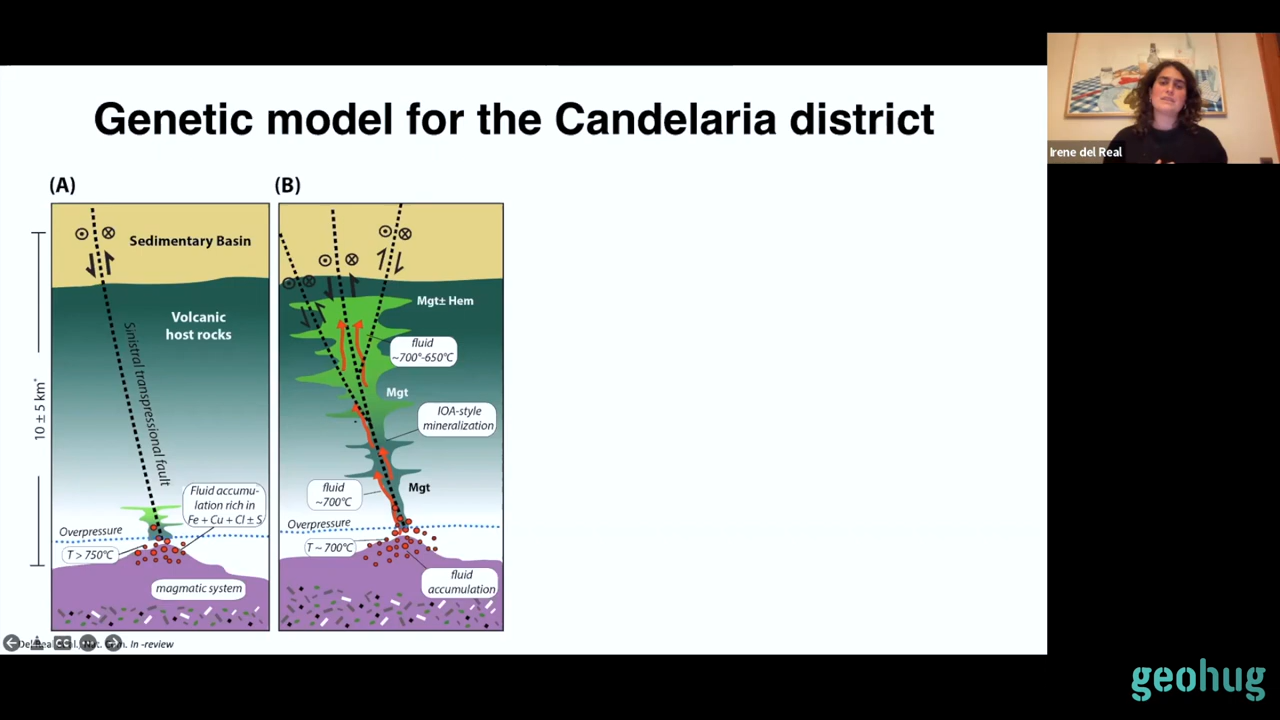 Genetic model for the Candelaria district
Irene del Real
(A)
(B)
Sedimentary Basin
Volcanic
host rocks
Sinistral transpressional fault
10 ± 5 km*
Fluid accumu-
lation rich in
Fe + Cu + Cl ± S
Overpressure
T > 750°C
magmatic system
Mgt± Hem
fluid
~700°-650°C
Mgt
IOA-style
mineralization
fluid
~700°C
Mgt
Overpressure
T ~ 700°C
fluid
accumulation
In -review
geohug